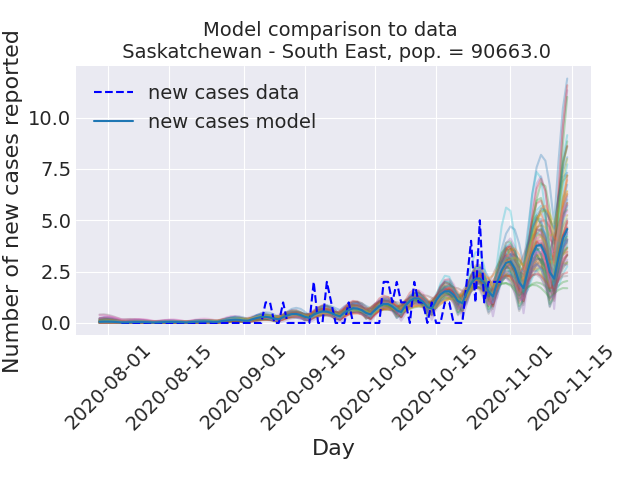 Model comparison to data
Saskatchewan - South East, pop. = 90663.0
Number of new cases reported
new cases data
new cases model
10.0
7.5
5.0
2.5
0.0
2020-08-01
2020-08-15
2020-09-01
2020-09-15
2020-10-01
2020-10-15
2020-11-01
2020-11-15
Day